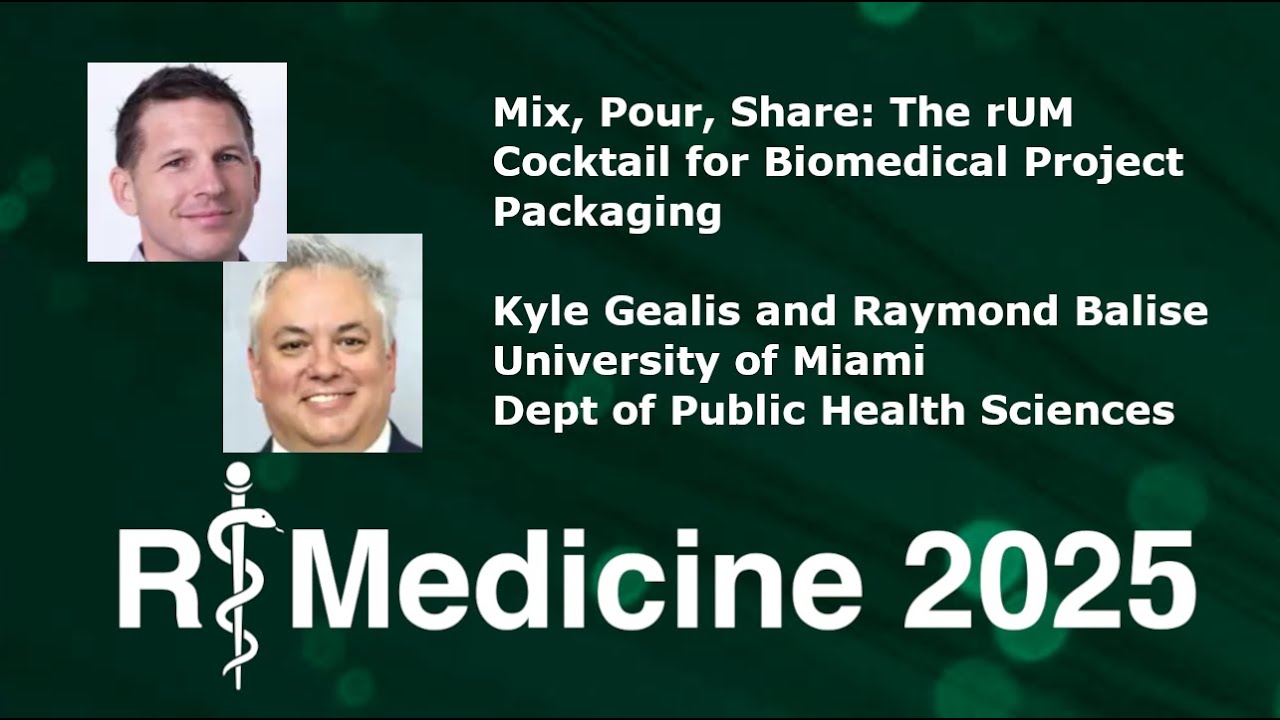 Mix, Pour, Share: The rUM
Cocktail for Biomedical Project
Packaging
Kyle Gealis and Raymond Balise
University of Miami
Dept of Public Health Sciences
R Medicine 2025